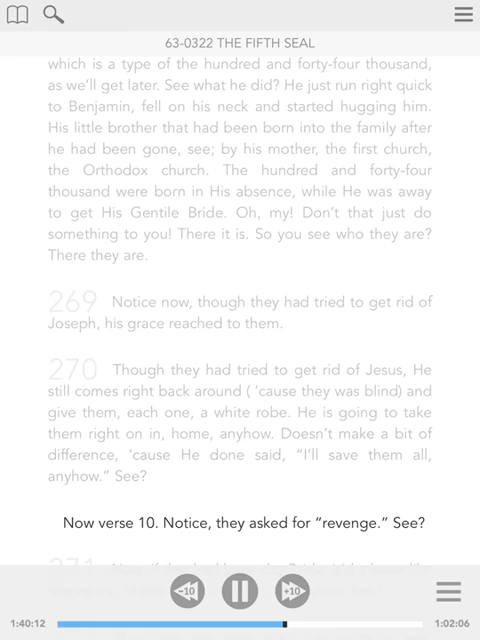 63-0322 THE FIFTH SEAL
which is a type of the hundred and forty-four thousand,
as we'll get later. See what he did? He just run right quick
to Benjamin, fell on his neck and started hugging him.
His little brother that had been born into the family after
he had been gone, see; by his mother, the first church,
the Orthodox church. The hundred and forty-four
thousand were born in His absence, while He was away
to get His Gentile Bride. Oh, my! Don't that just do
something to you! There it is. So you see who they are?
There they are.
269 Notice now, though they had tried to get rid of
Joseph, his grace reached to them.
270 Though they had tried to get rid of Jesus, He
still comes right back around ( 'cause they was blind) and
give them, each one, a white robe. He is going to take
them right on in, home, anyhow. Doesn't make a bit of
difference, 'cause He done said, “I'll save them all,
anyhow.” See?
Now verse 10. Notice, they asked for “revenge.” See?
271
-10 +10
1:40:12 1:02:06